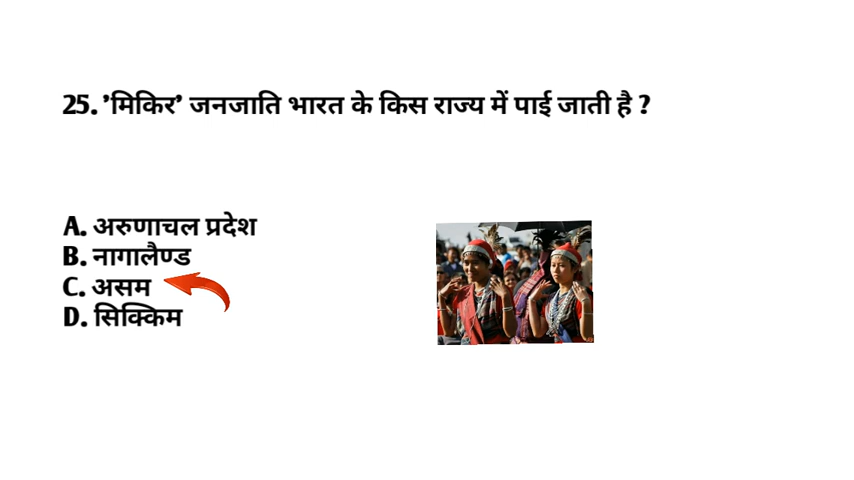 25. 'मिकिर' जनजाति भारत के किस राज्य में पाई जाती है ?
A. अरुणाचल प्रदेश
B. नागालैण्ड
C. असम
D. सिक्किम